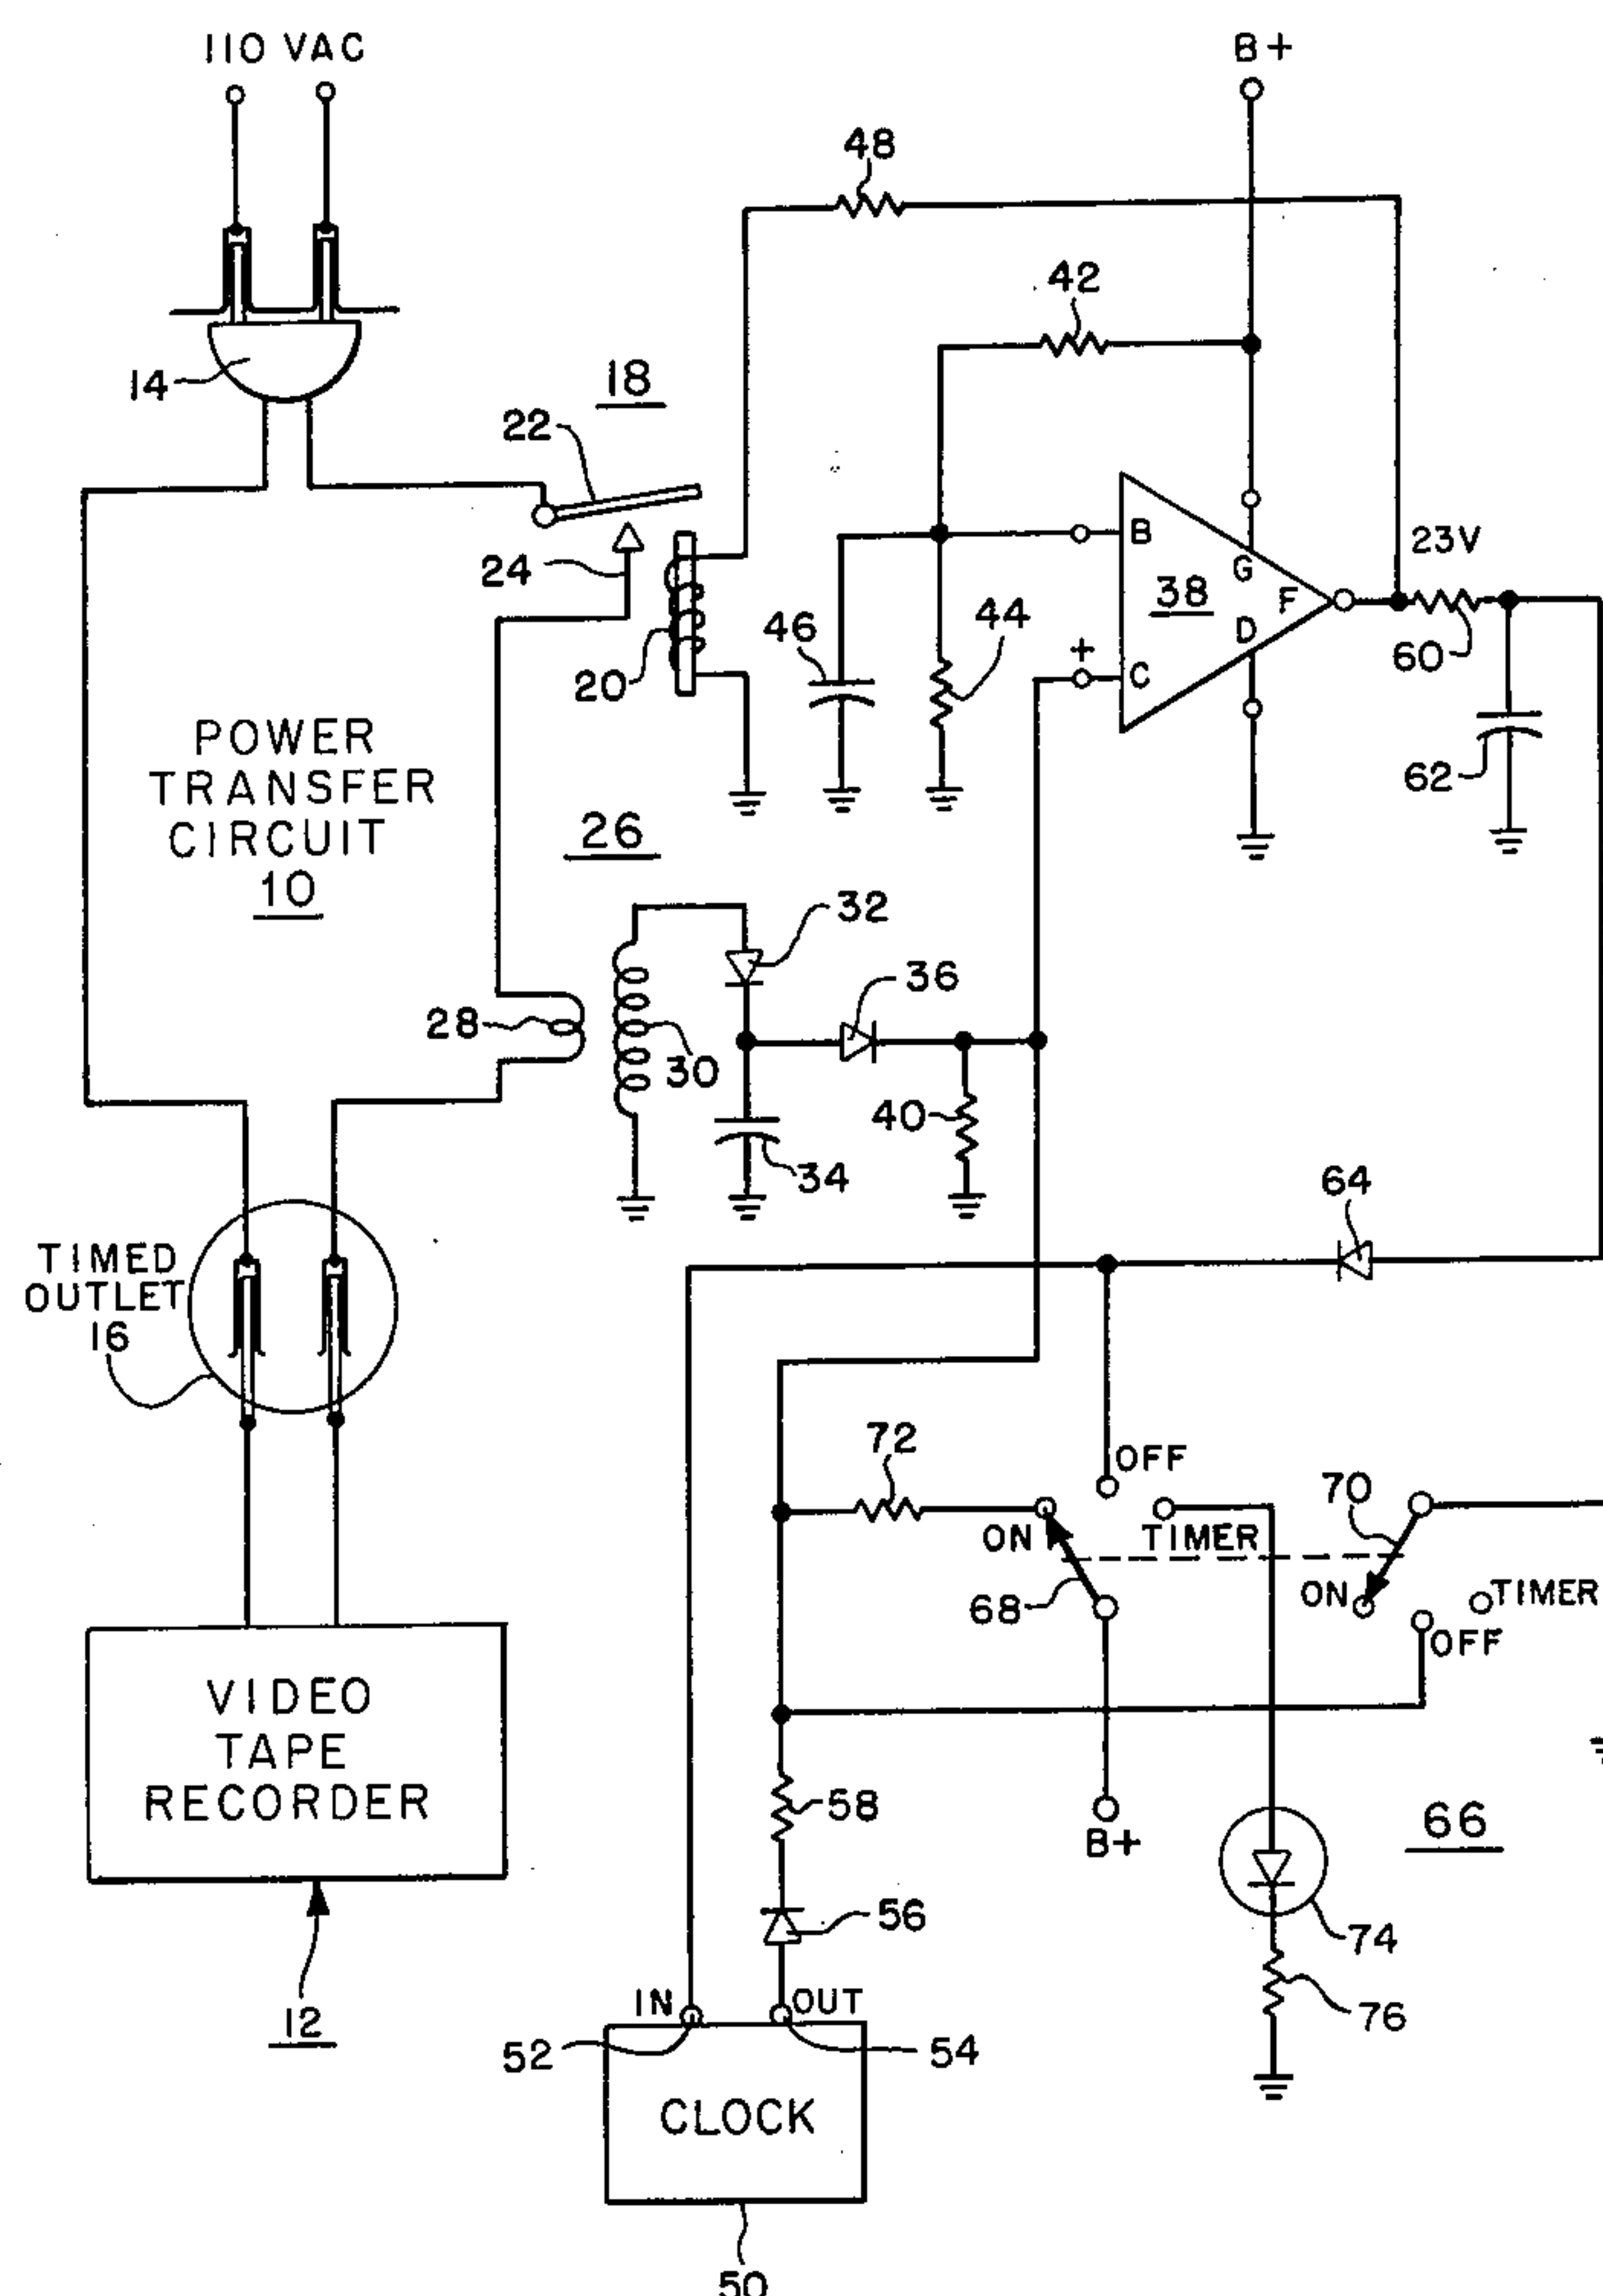 110 VAC
B+
48
42
14
18
22
24
20
46
44
B
+
C
38
G
F
D
23V
60
62
POWER
TRANSFER
CIRCUIT
10
26
32
36
28
30
40
34
64
TIMED
OUTLET
16
72
OFF
ON
TIMER
70
68
ON
TIMER
OFF
VIDEO
TAPE
RECORDER
58
B+
66
56
74
12
IN
OUT
76
52
54
CLOCK
50